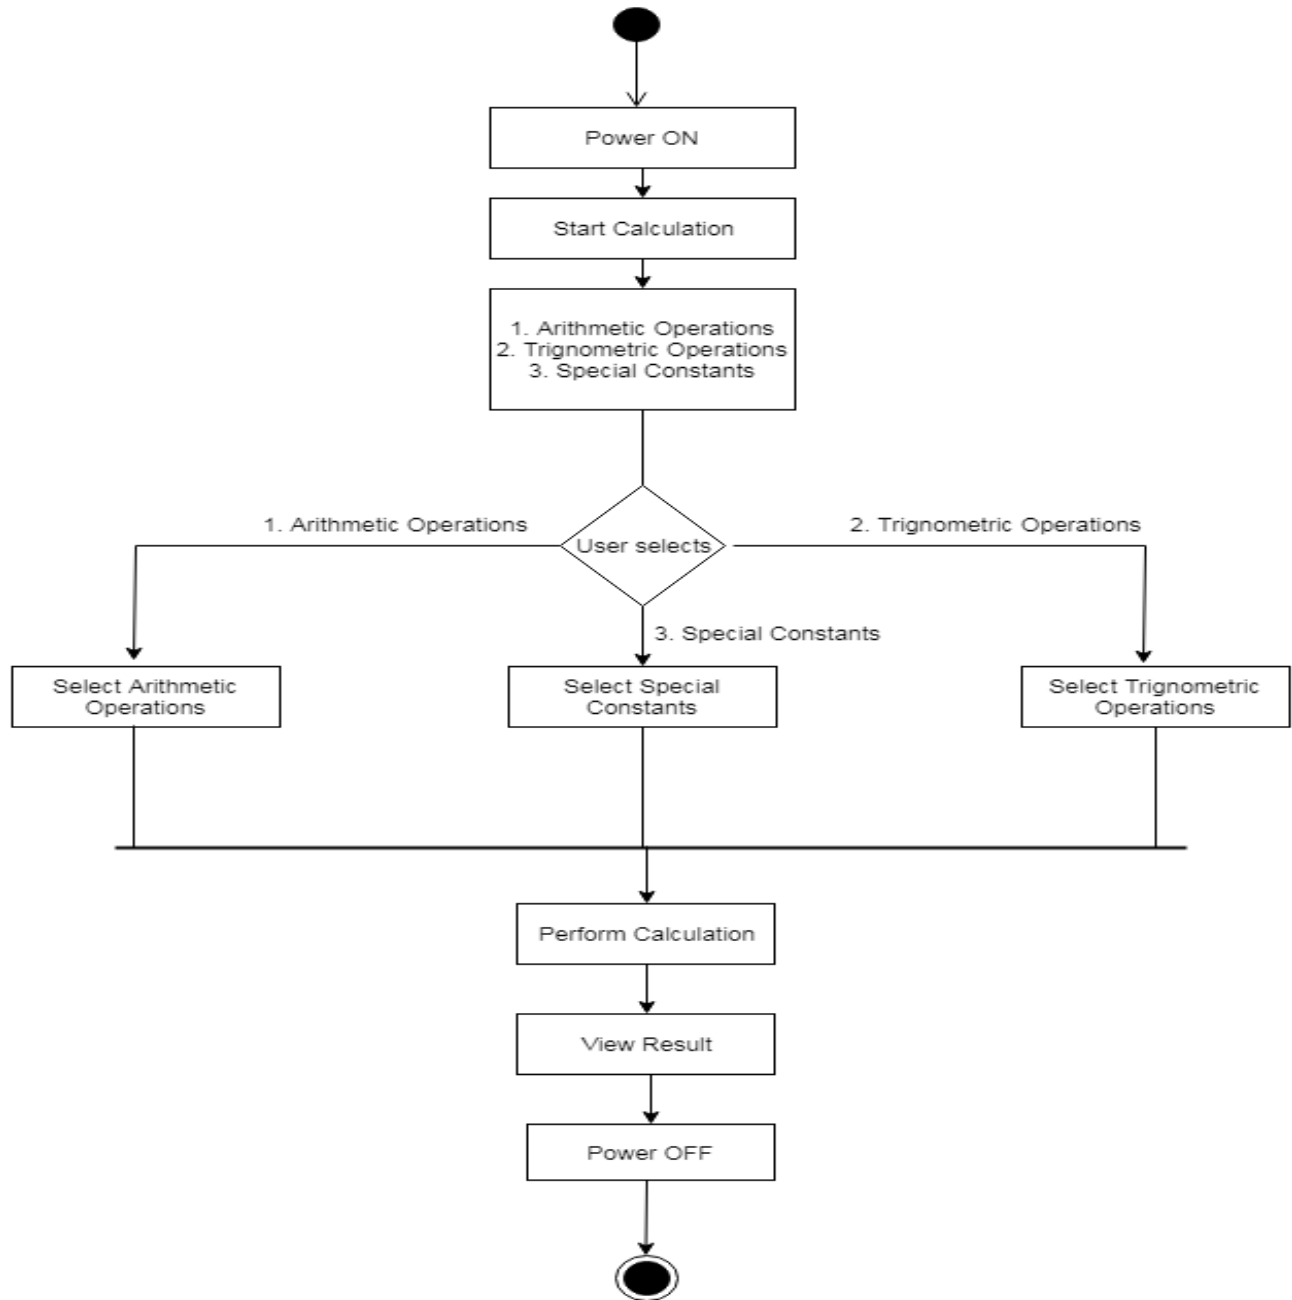 Power ON
Start Calculation
1. Arithmetic Operations
2. Trignometric Operations
3. Special Constants
1. Arithmetic Operations
2. Trignometric Operations
User selects
3. Special Constants
Select Arithmetic
Operations
Select Special
Constants
Select Trignometric
Operations
Perform Calculation
View Result
Power OFF